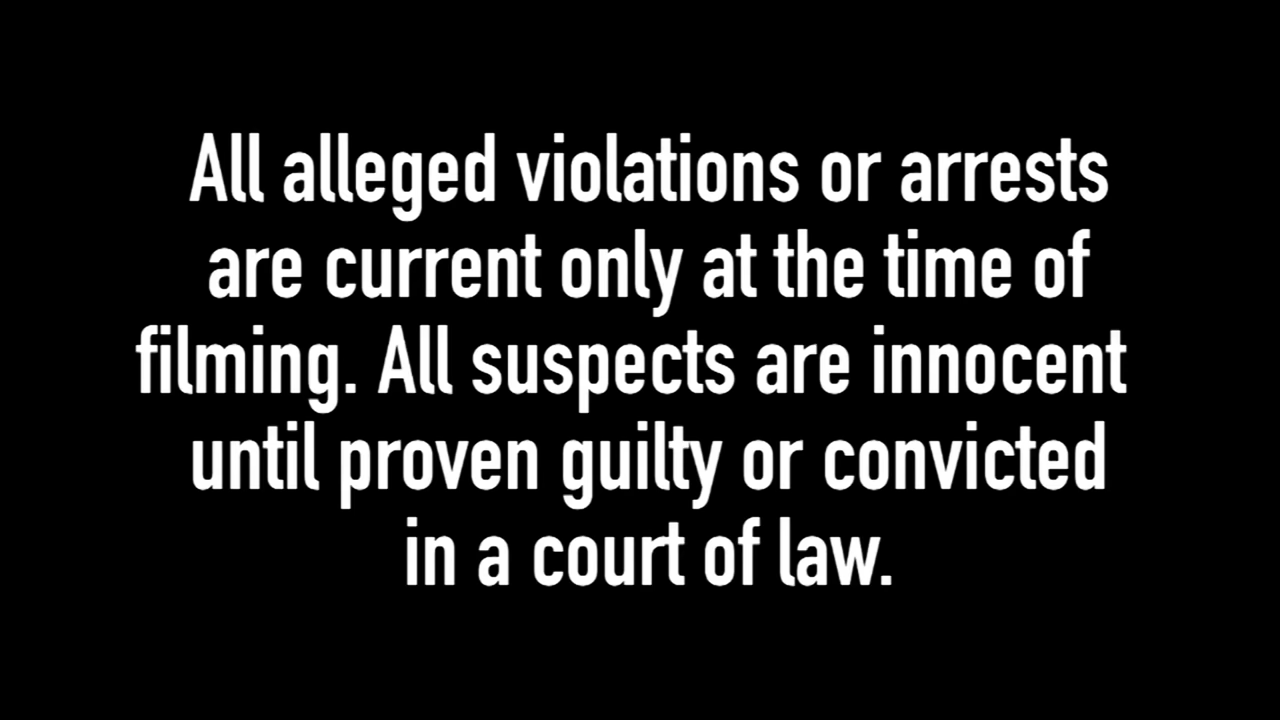 All alleged violations or arrests
are current only at the time of
filming. All suspects are innocent
until proven guilty or convicted
in a court of law.